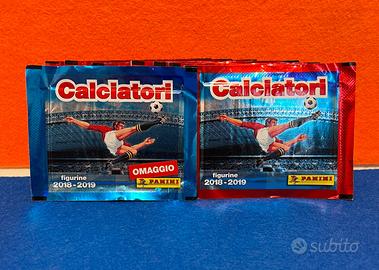 Calciatori
figurine
2018-2019
OMAGGIO
PANINI
Calciatori
figurine
2018-2019
PANINI
subito